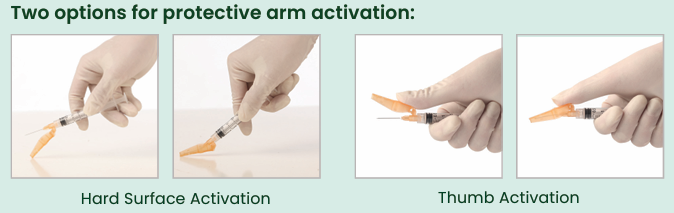 Two options for protective arm activation:
Hard Surface Activation
Thumb Activation